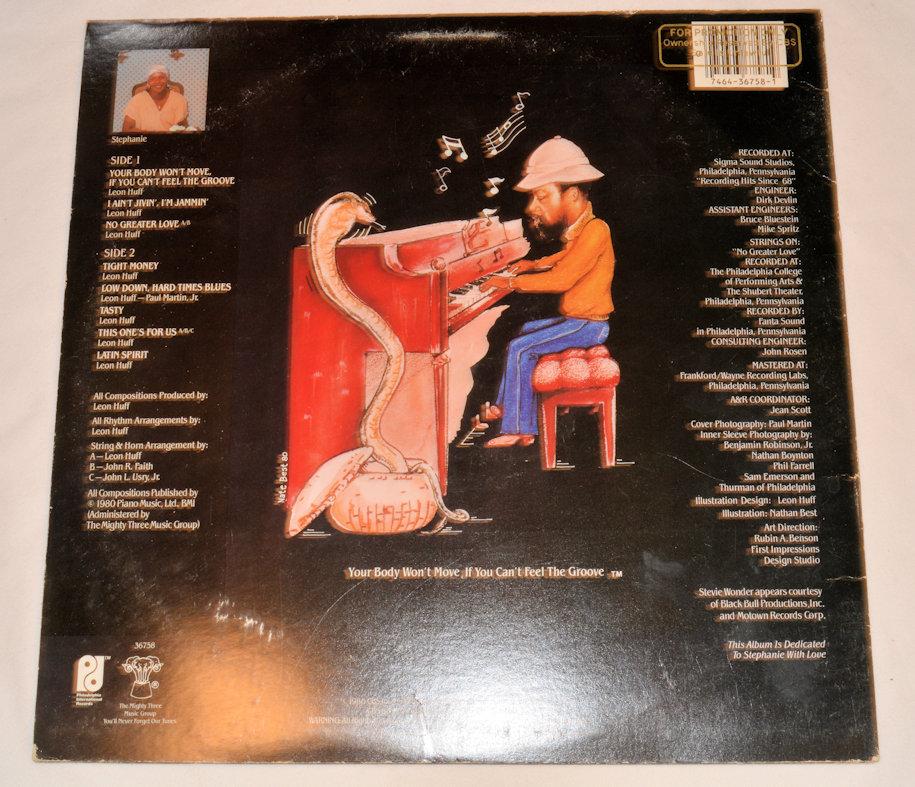 Stephanie
SIDE 1
YOUR BODY WON'T MOVE,
IF YOU CAN'T FEEL THE GROOVE
Leon Huff
I AIN'T JIVIN', I'M JAMMIN'
Leon Huff
NO GREATER LOVE A/B
Leon Huff
SIDE 2
TIGHT MONEY
Leon Huff
LOW DOWN, HARD TIMES BLUES
Leon Huff — Paul Martin, Jr.
TASTY
Leon Huff
THIS ONE'S FOR US A/B/C
Leon Huff
LATIN SPIRIT
Leon Huff
All Compositions Produced by:
Leon Huff
All Rhythm Arrangements by:
Leon Huff
String & Horn Arrangement by:
A — Leon Huff
B — John R. Faith
C — John L. Usry, Jr.
All Compositions Published by
© 1980 Piano Music, Ltd., BMI
(Administered by
The Mighty Three Music Group)
Nate Best 80
Your Body Won't Move, If You Can't Feel The Groove TM
FOR PROMOTION ONLY
7464-36758-1
RECORDED AT:
Sigma Sound Studios,
Philadelphia, Pennsylvania
"Recording Hits Since 68"
ENGINEER:
Dirk Devlin
ASSISTANT ENGINEERS:
Bruce Bluestein
Mike Spritz
STRINGS ON:
"No Greater Love"
RECORDED AT:
The Philadelphia College
of Performing Arts &
The Shubert Theater,
Philadelphia, Pennsylvania
RECORDED BY:
Fanta Sound
in Philadelphia, Pennsylvania
CONSULTING ENGINEER:
John Rosen
MASTERED AT:
Frankford/Wayne Recording Labs,
Philadelphia, Pennsylvania
A&R COORDINATOR:
Jean Scott
Cover Photography: Paul Martin
Inner Sleeve Photography by:
Benjamin Robinson, Jr.
Nathan Boynton
Phil Farrell
Sam Emerson and
Thurman of Philadelphia
Illustration Design: Leon Huff
Illustration: Nathan Best
Art Direction:
Rubin A. Benson
First Impressions
Design Studio
Stevie Wonder appears courtesy
of Black Bull Productions, Inc.
and Motown Records Corp.
This Album Is Dedicated
To Stephanie With Love
TM
Philadelphia
International
Records
36758
®
The Mighty Three
Music Group
You'll Never Forget Our Tunes
WARNING: All Rights